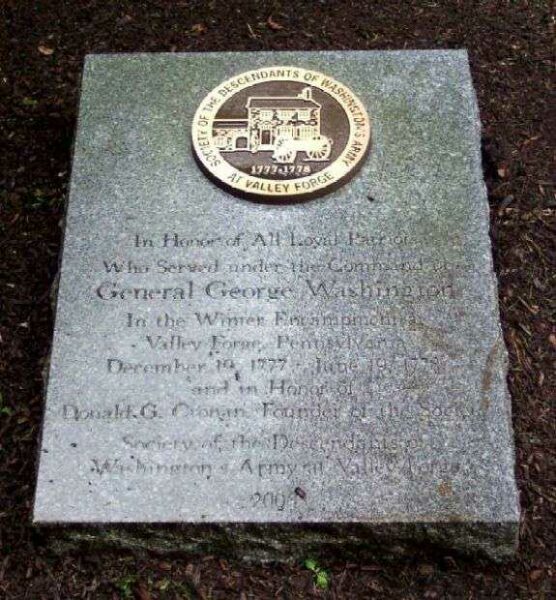 SOCIETY OF THE DESCENDANTS OF WASHINGTON'S ARMY
AT VALLEY FORGE
1777-1778
In Honor of All Loyal Patriots
Who Served under the Command of
General George Washington
In the Winter Encampment at
Valley Forge, Pennsylvania
December 19, 1777 - June 19, 1778
and in Honor of
Donald G. Cronan, Founder of the Society
Society of the Descendants of
Washington's Army at Valley Forge